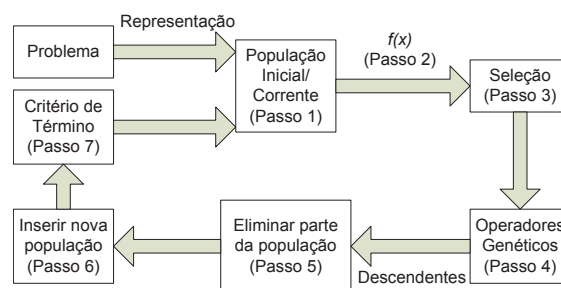 Problema
Representação
População
Inicial/
Corrente
(Passo 1)
f(x)
(Passo 2)
Seleção
(Passo 3)
Operadores
Genéticos
(Passo 4)
Descendentes
Eliminar parte
da população
(Passo 5)
Inserir nova
população
(Passo 6)
Critério de
Término
(Passo 7)